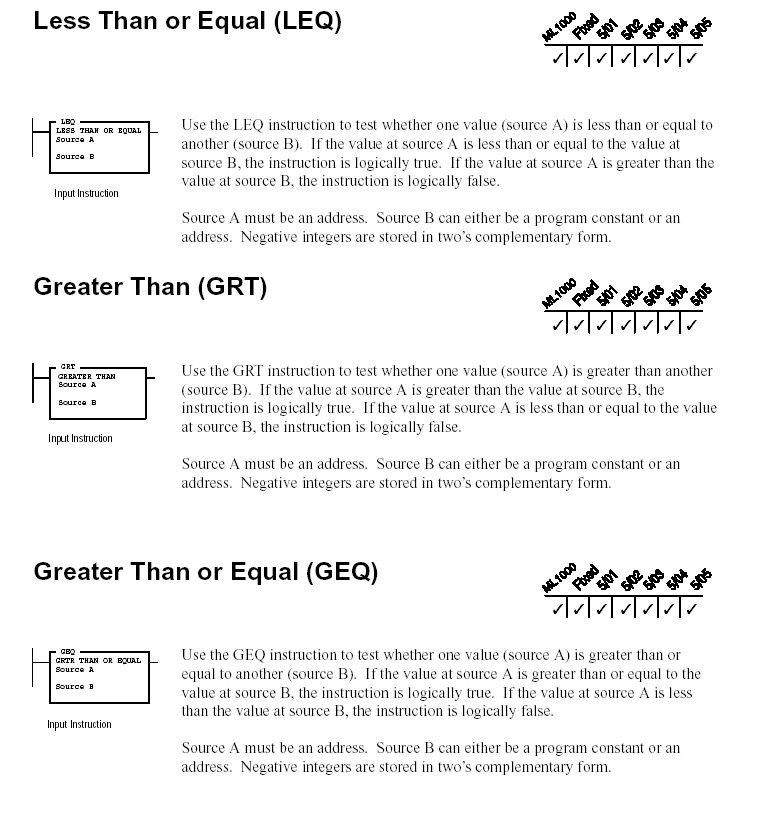 Less Than or Equal (LEQ)
ML1000 Fixed 5/01 5/02 5/03 5/04 5/05
✓ ✓ ✓ ✓ ✓ ✓ ✓
LEQ
LESS THAN OR EQUAL
Source A
Source B
Input Instruction
Use the LEQ instruction to test whether one value (source A) is less than or equal to
another (source B).  If the value at source A is less than or equal to the value at
source B, the instruction is logically true.  If the value at source A is greater than the
value at source B, the instruction is logically false.
Source A must be an address.  Source B can either be a program constant or an
address.  Negative integers are stored in two's complementary form.
Greater Than (GRT)
ML1000 Fixed 5/01 5/02 5/03 5/04 5/05
✓ ✓ ✓ ✓ ✓ ✓ ✓
GRT
GREATER THAN
Source A
Source B
Input Instruction
Use the GRT instruction to test whether one value (source A) is greater than another
(source B).  If the value at source A is greater than the value at source B, the
instruction is logically true.  If the value at source A is less than or equal to the value
at source B, the instruction is logically false.
Source A must be an address.  Source B can either be a program constant or an
address.  Negative integers are stored in two's complementary form.
Greater Than or Equal (GEQ)
ML1000 Fixed 5/01 5/02 5/03 5/04 5/05
✓ ✓ ✓ ✓ ✓ ✓ ✓
GEQ
GRTR THAN OR EQUAL
Source A
Source B
Input Instruction
Use the GEQ instruction to test whether one value (source A) is greater than or
equal to another (source B).  If the value at source A is greater than or equal to the
value at source B, the instruction is logically true.  If the value at source A is less
than the value at source B, the instruction is logically false.
Source A must be an address.  Source B can either be a program constant or an
address.  Negative integers are stored in two's complementary form.